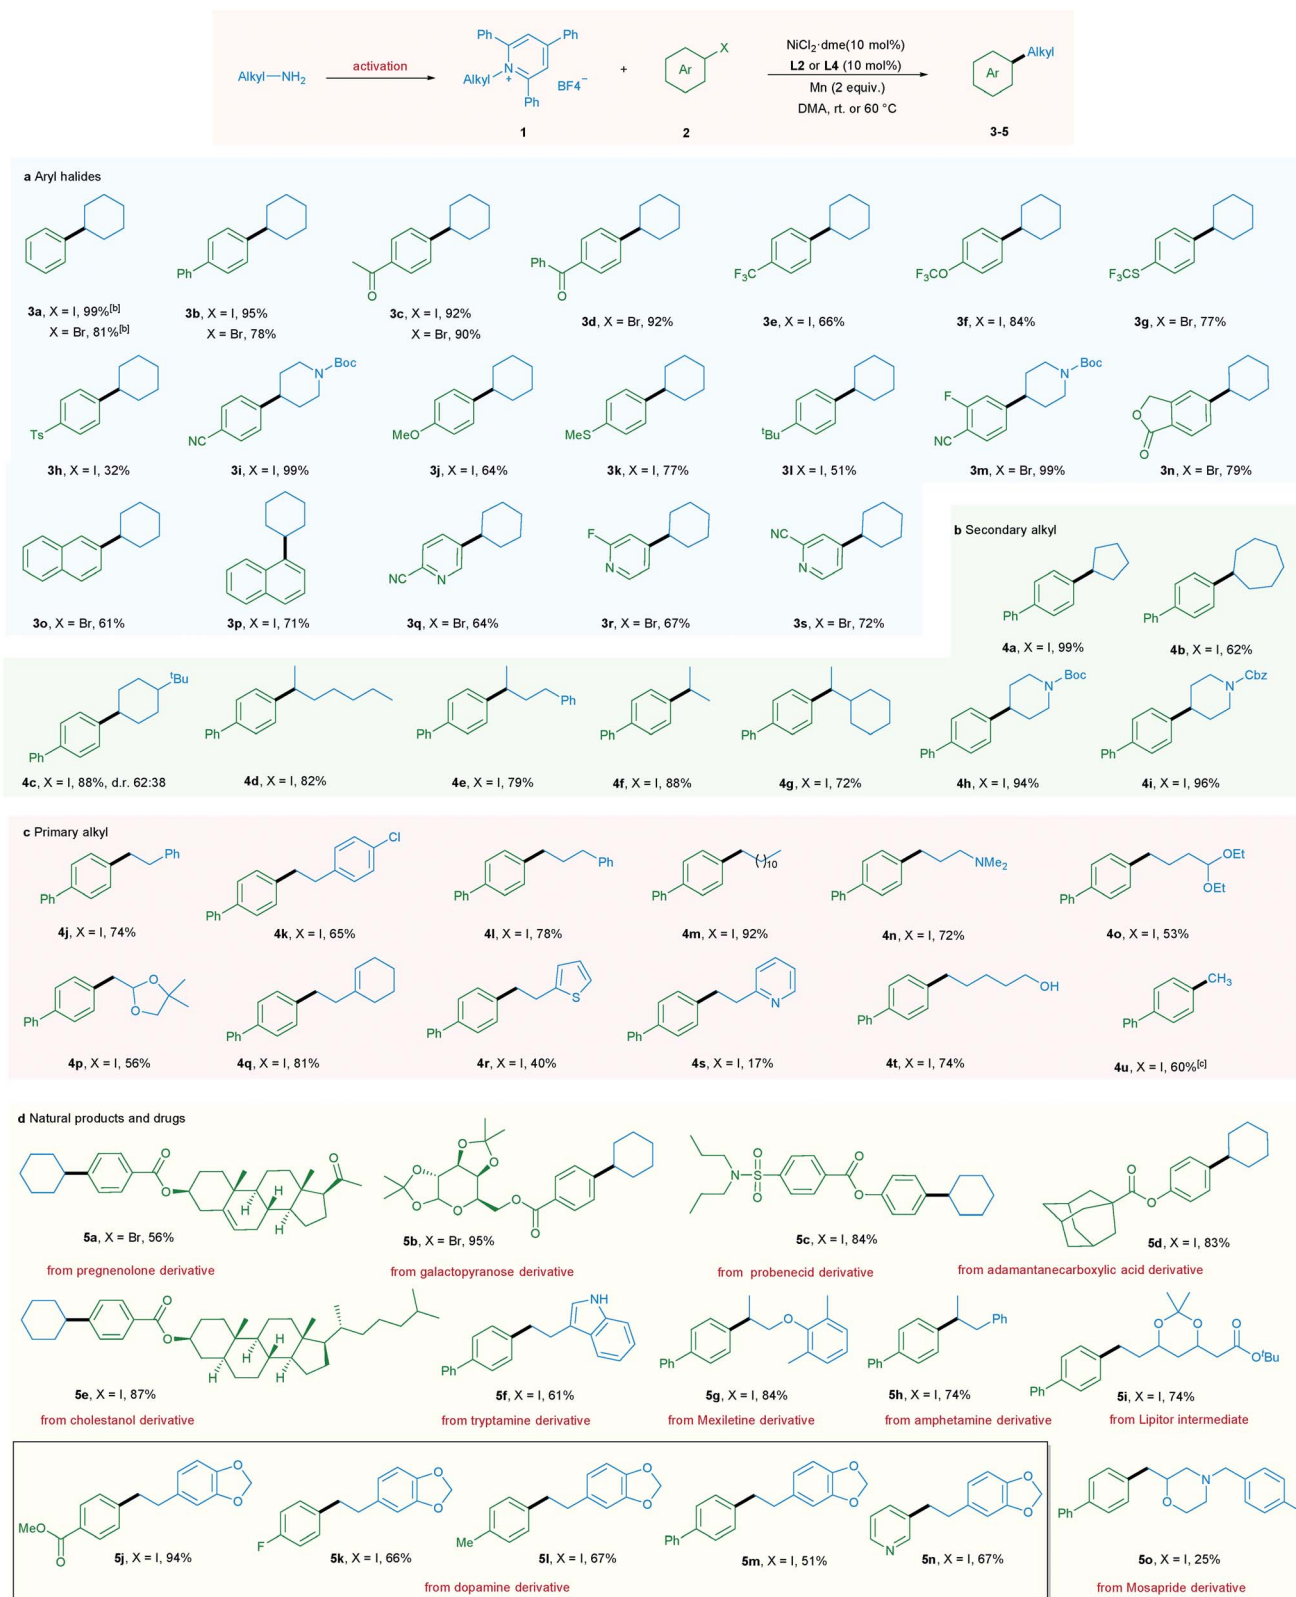 Alkyl—NH2
activation
Ph
Ph
Alkyl
N+
Ph
BF4−
1
+
Ar
X
2
NiCl2·dme(10 mol%)
L2 or L4 (10 mol%)
Mn (2 equiv.)
DMA, rt. or 60 °C
Ar
Alkyl
3-5
a Aryl halides
Ph
O
Ph
O
F3C
F3CO
F3CS
3a, X = I, 99%[b]
X = Br, 81%[b]
3b, X = I, 95%
X = Br, 78%
3c, X = I, 92%
X = Br, 90%
3d, X = Br, 92%
3e, X = I, 66%
3f, X = I, 84%
3g, X = Br, 77%
Ts
N
Boc
CN
MeO
MeS
tBu
N
Boc
F
CN
O
O
3h, X = I, 32%
3i, X = I, 99%
3j, X = I, 64%
3k, X = I, 77%
3l X = I, 51%
3m, X = Br, 99%
3n, X = Br, 79%
CN
N
F
N
CN
N
3o, X = Br, 61%
3p, X = I, 71%
3q, X = Br, 64%
3r, X = Br, 67%
3s, X = Br, 72%
b Secondary alkyl
Ph
Ph
4a, X = I, 99%
4b, X = I, 62%
tBu
Ph
Ph
Ph
Ph
Ph
Ph
N
Boc
Ph
N
Cbz
Ph
4c, X = I, 88%, d.r. 62:38
4d, X = I, 82%
4e, X = I, 79%
4f, X = I, 88%
4g, X = I, 72%
4h, X = I, 94%
4i, X = I, 96%
c Primary alkyl
Ph
Ph
Cl
Ph
Ph
Ph
( )10
Ph
NMe2
Ph
OEt
OEt
Ph
4j, X = I, 74%
4k, X = I, 65%
4l, X = I, 78%
4m, X = I, 92%
4n, X = I, 72%
4o, X = I, 53%
O
O
Ph
Ph
S
Ph
N
Ph
OH
Ph
CH3
Ph
4p, X = I, 56%
4q, X = I, 81%
4r, X = I, 40%
4s, X = I, 17%
4t, X = I, 74%
4u, X = I, 60%[c]
d Natural products and drugs
O
O
H
H
H
O
O
O
O
O
O
O
O
N
S
O
O
O
O
O
O
5a, X = Br, 56%
5b, X = Br, 95%
5c, X = I, 84%
5d, X = I, 83%
from pregnenolone derivative
from galactopyranose derivative
from probenecid derivative
from adamantanecarboxylic acid derivative
O
O
H
H
H
H
NH
Ph
O
Ph
Ph
Ph
O
O
O
OtBu
Ph
5e, X = I, 87%
5f, X = I, 61%
5g, X = I, 84%
5h, X = I, 74%
5i, X = I, 74%
from cholestanol derivative
from tryptamine derivative
from Mexiletine derivative
from amphetamine derivative
from Lipitor intermediate
MeO
O
O
O
F
O
O
Me
O
O
Ph
O
O
N
O
O
Ph
O
N
5j, X = I, 94%
5k, X = I, 66%
5l, X = I, 67%
5m, X = I, 51%
5n, X = I, 67%
5o, X = I, 25%
from dopamine derivative
from Mosapride derivative